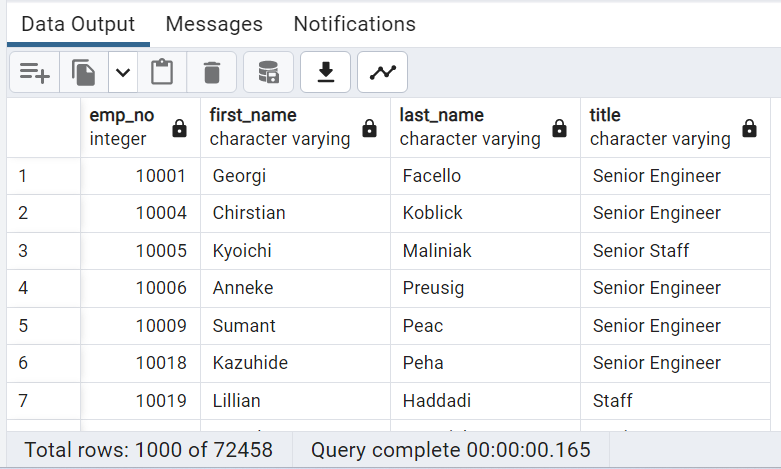 Data Output Messages Notifications
emp_no first_name last_name title
integer character varying character varying character varying
1 10001 Georgi Facello Senior Engineer
2 10004 Chirstian Koblick Senior Engineer
3 10005 Kyoichi Maliniak Senior Staff
4 10006 Anneke Preusig Senior Engineer
5 10009 Sumant Peac Senior Engineer
6 10018 Kazuhide Peha Senior Engineer
7 10019 Lillian Haddadi Staff
Total rows: 1000 of 72458 Query complete 00:00:00.165